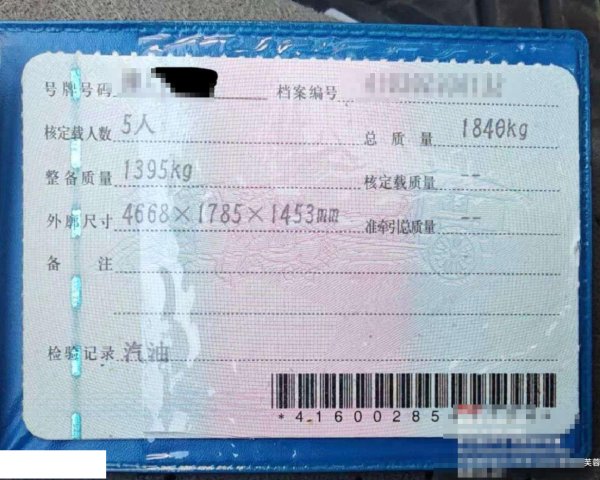 号牌号码 档案编号
核定载人数 5人 总质量 1840kg
整备质量 1395kg 核定载质量 --
外廓尺寸 4668×1785×1453mm 准牵引总质量 --
备注
检验记录 汽油
*41600285
芙蓉